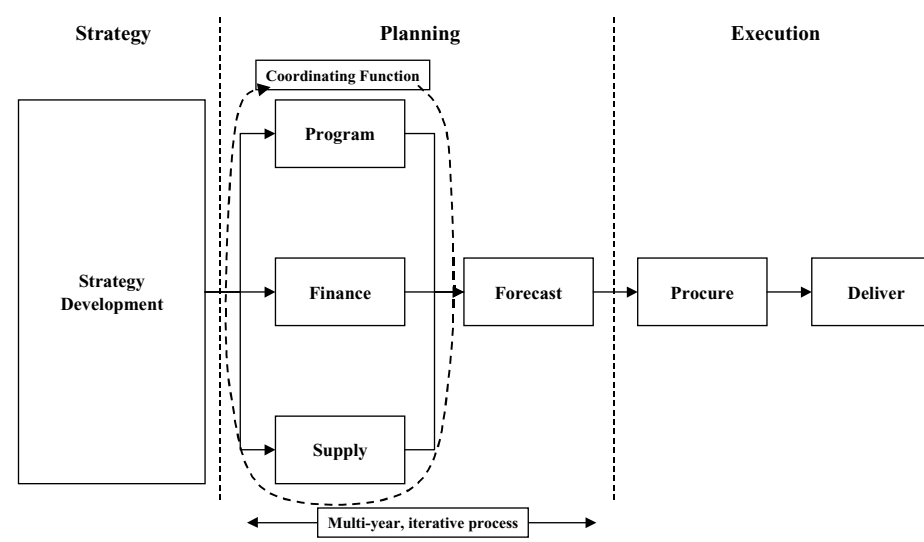 Strategy
Planning
Execution
Coordinating Function
Program
Strategy
Development
Finance
Forecast
Procure
Deliver
Supply
Multi-year, iterative process